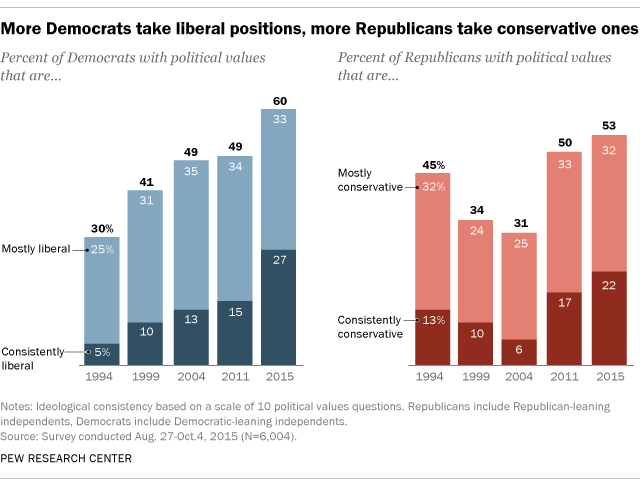 More Democrats take liberal positions, more Republicans take conservative ones
Percent of Democrats with political values
that are...
60
33
49
49
35
34
41
31
30%
Mostly liberal
25%
27
15
13
10
Consistently
liberal
5%
1994 1999 2004 2011 2015
Percent of Republicans with political values
that are...
53
50
32
45%
33
Mostly
conservative
32%
34
31
24
25
22
17
Consistently
conservative
13%
10
6
1994 1999 2004 2011 2015
Notes: Ideological consistency based on a scale of 10 political values questions. Republicans include Republican-leaning
independents, Democrats include Democratic-leaning independents.
Source: Survey conducted Aug. 27-Oct.4, 2015 (N=6,004).
PEW RESEARCH CENTER